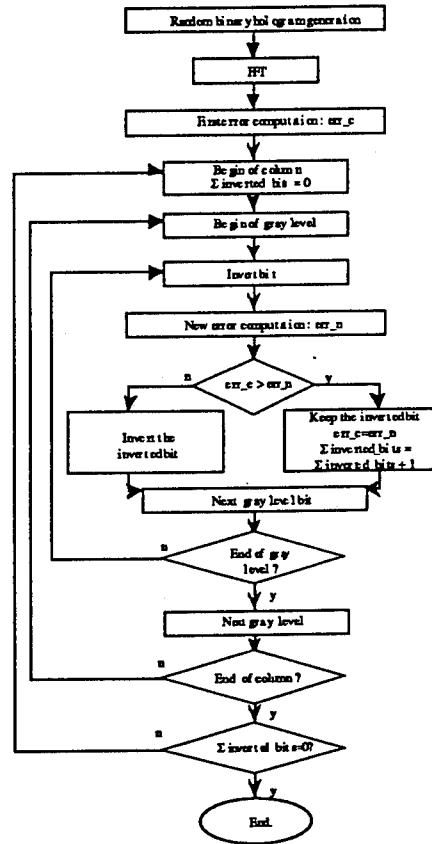 Random binary hologram generation
FFT
First error computation: err_c
Begin of column
Σ inverted bits = 0
Begin of gray level
Invert bit
New error computation: err_n
n
err_c > err_n
y
Invert the
inverted bit
Keep the inverted bit
err_c=err_n
Σ inverted_bits =
Σ inverted bits + 1
Next gray level bit
n
End of gray
level ?
y
Next gray level
n
End of column ?
y
n
Σ inverted bits=0?
y
End.